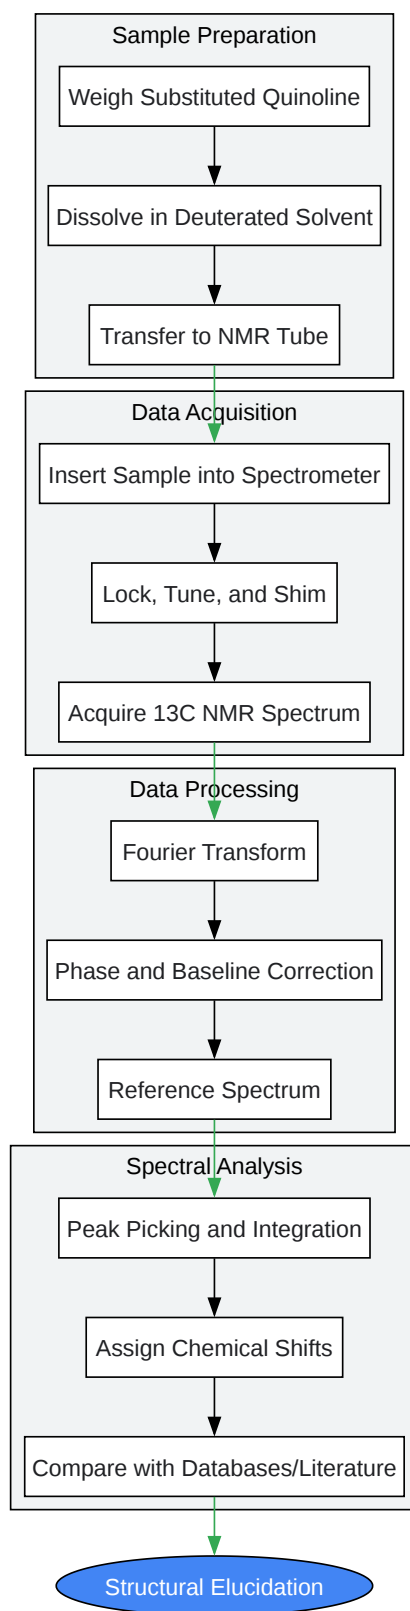 Sample Preparation
Weigh Substituted Quinoline
Dissolve in Deuterated Solvent
Transfer to NMR Tube
Data Acquisition
Insert Sample into Spectrometer
Lock, Tune, and Shim
Acquire 13C NMR Spectrum
Data Processing
Fourier Transform
Phase and Baseline Correction
Reference Spectrum
Spectral Analysis
Peak Picking and Integration
Assign Chemical Shifts
Compare with Databases/Literature
Structural Elucidation